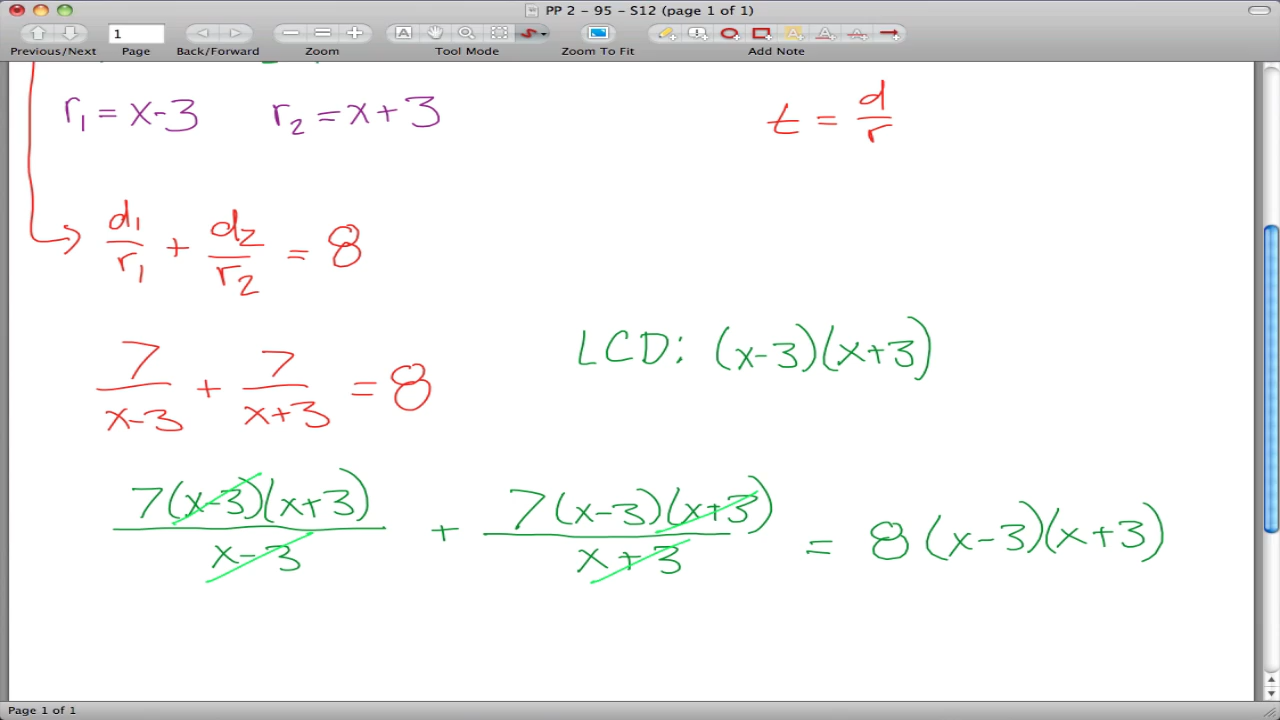 PP 2 - 95 - S12 (page 1 of 1)
1
Previous/Next Page Back/Forward Zoom Tool Mode Zoom To Fit Add Note
r₁ = x-3 r₂ = x+3 t = d/r
d₁/r₁ + d₂/r₂ = 8
LCD: (x-3)(x+3)
7/(x-3) + 7/(x+3) = 8
7(x-3)(x+3)/(x-3) + 7(x-3)(x+3)/(x+3) = 8(x-3)(x+3)
Page 1 of 1